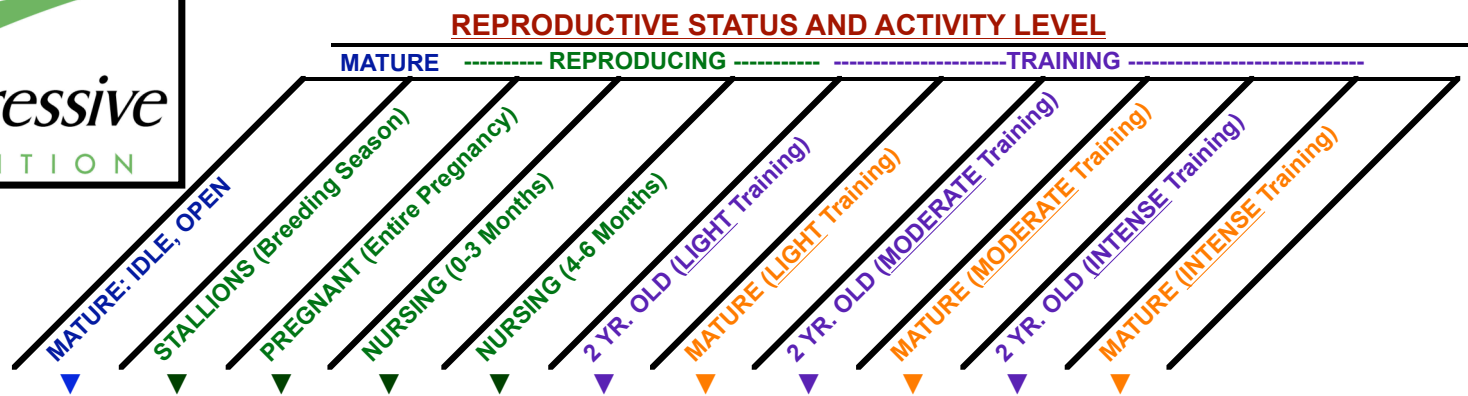 REPRODUCTIVE STATUS AND ACTIVITY LEVEL
MATURE ---------- REPRODUCING ----------- ----------------------TRAINING ------------------------------
essive
ITION
MATURE: IDLE, OPEN
STALLIONS (Breeding Season)
PREGNANT (Entire Pregnancy)
NURSING (0-3 Months)
NURSING (4-6 Months)
2 YR. OLD (LIGHT Training)
MATURE (LIGHT Training)
2 YR. OLD (MODERATE Training)
MATURE (MODERATE Training)
2 YR. OLD (INTENSE Training)
MATURE (INTENSE Training)